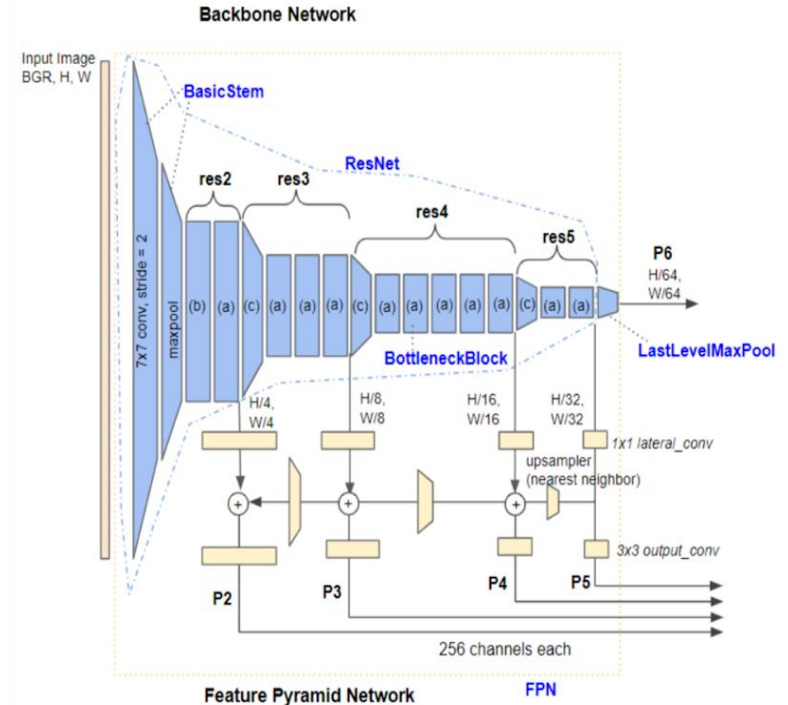 Backbone Network
Input Image
BGR, H, W
BasicStem
ResNet
res2
res3
res4
res5
P6
H/64,
W/64
7x7 conv, stride = 2
maxpool
(b)
(a)
(c)
(a)
(a)
(a)
(c)
(a)
(a)
(a)
(a)
(a)
(c)
(a)
(a)
BottleneckBlock
LastLevelMaxPool
H/4,
W/4
H/8,
W/8
H/16,
W/16
H/32,
W/32
1x1 lateral_conv
upsampler
(nearest neighbor)
+
+
+
3x3 output_conv
P2
P3
P4
P5
256 channels each
Feature Pyramid Network
FPN